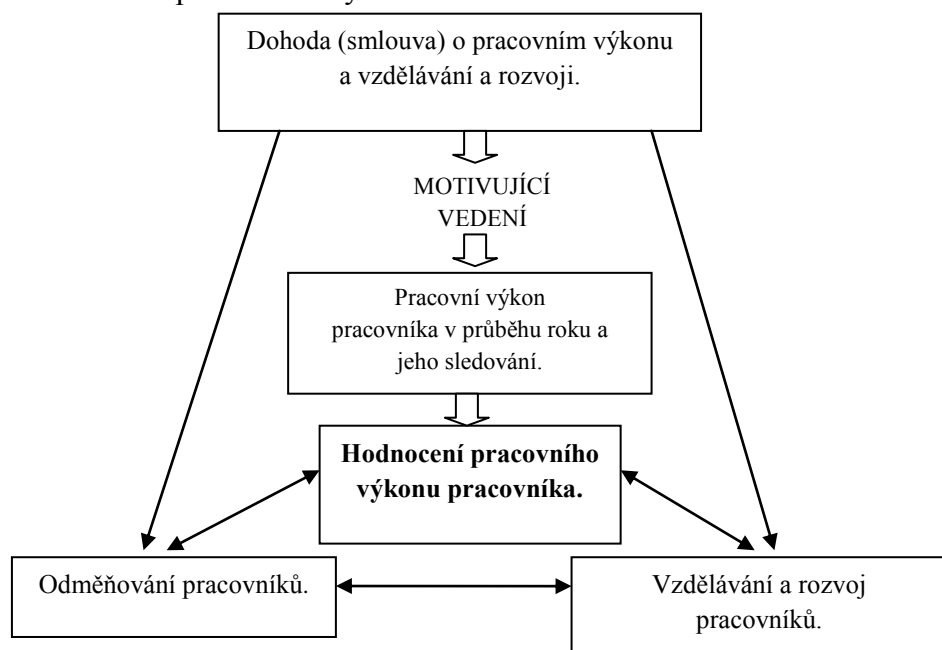 Dohoda (smlouva) o pracovním výkonu
a vzdělávání a rozvoji.
MOTIVUJÍCÍ
VEDENÍ
Pracovní výkon
pracovníka v průběhu roku a
jeho sledování.
Hodnocení pracovního
výkonu pracovníka.
Odměňování pracovníků.
Vzdělávání a rozvoj
pracovníků.